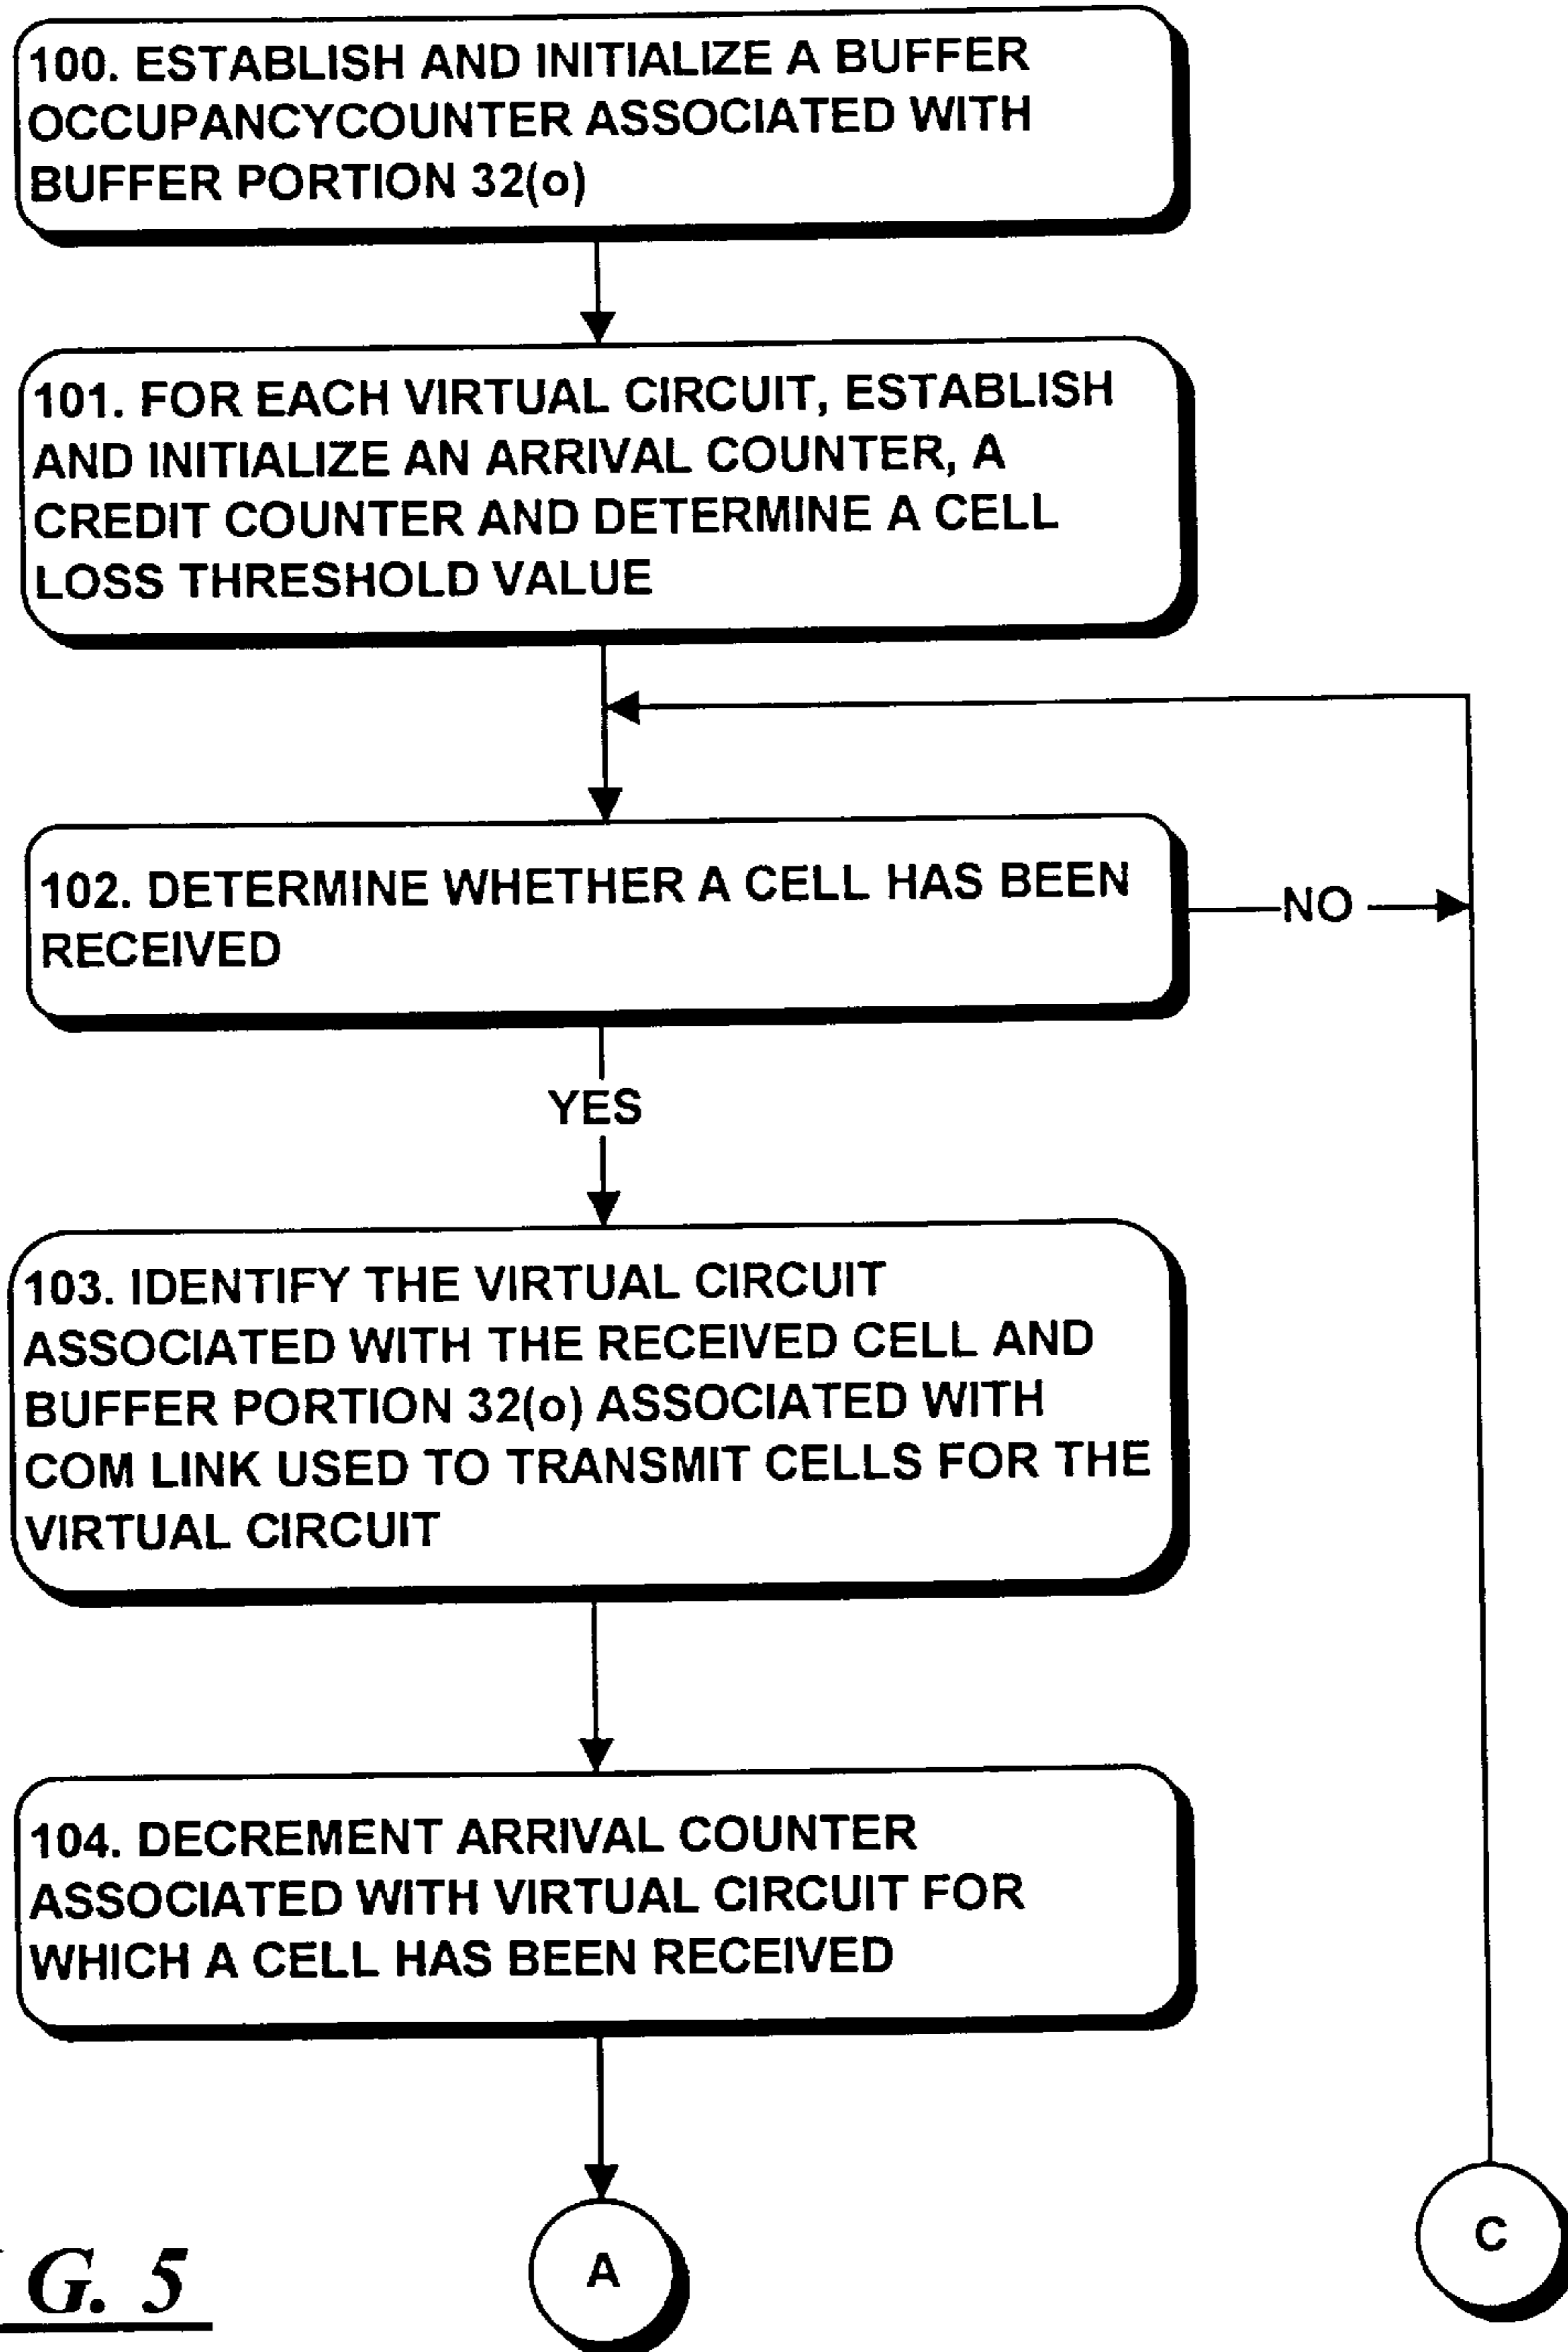 100. ESTABLISH AND INITIALIZE A BUFFER
OCCUPANCYCOUNTER ASSOCIATED WITH
BUFFER PORTION 32(o)
101. FOR EACH VIRTUAL CIRCUIT, ESTABLISH
AND INITIALIZE AN ARRIVAL COUNTER, A
CREDIT COUNTER AND DETERMINE A CELL
LOSS THRESHOLD VALUE
102. DETERMINE WHETHER A CELL HAS BEEN
RECEIVED
NO
YES
103. IDENTIFY THE VIRTUAL CIRCUIT
ASSOCIATED WITH THE RECEIVED CELL AND
BUFFER PORTION 32(o) ASSOCIATED WITH
COM LINK USED TO TRANSMIT CELLS FOR THE
VIRTUAL CIRCUIT
104. DECREMENT ARRIVAL COUNTER
ASSOCIATED WITH VIRTUAL CIRCUIT FOR
WHICH A CELL HAS BEEN RECEIVED
A
C
G. 5